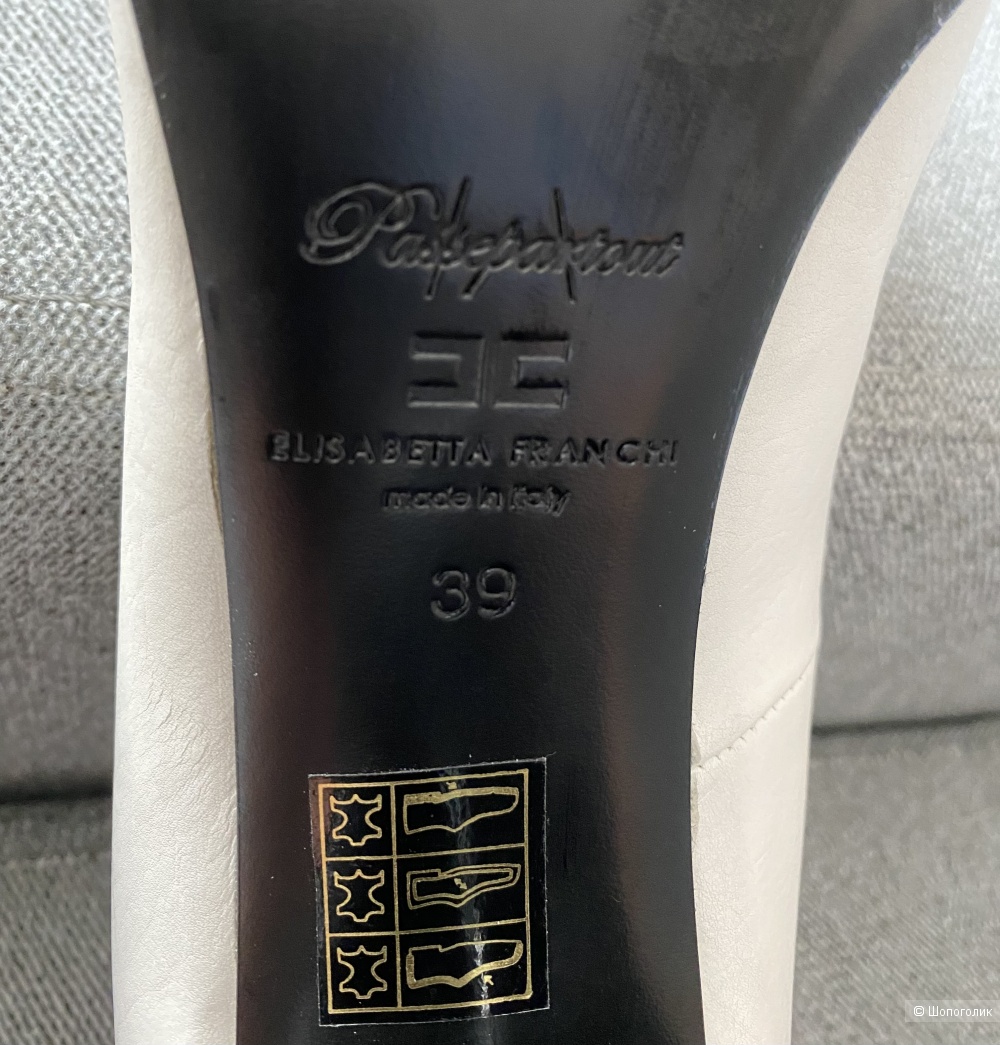 Passepartout
ELISABETTA FRANCHI
made in Italy
39
© Шопоголик